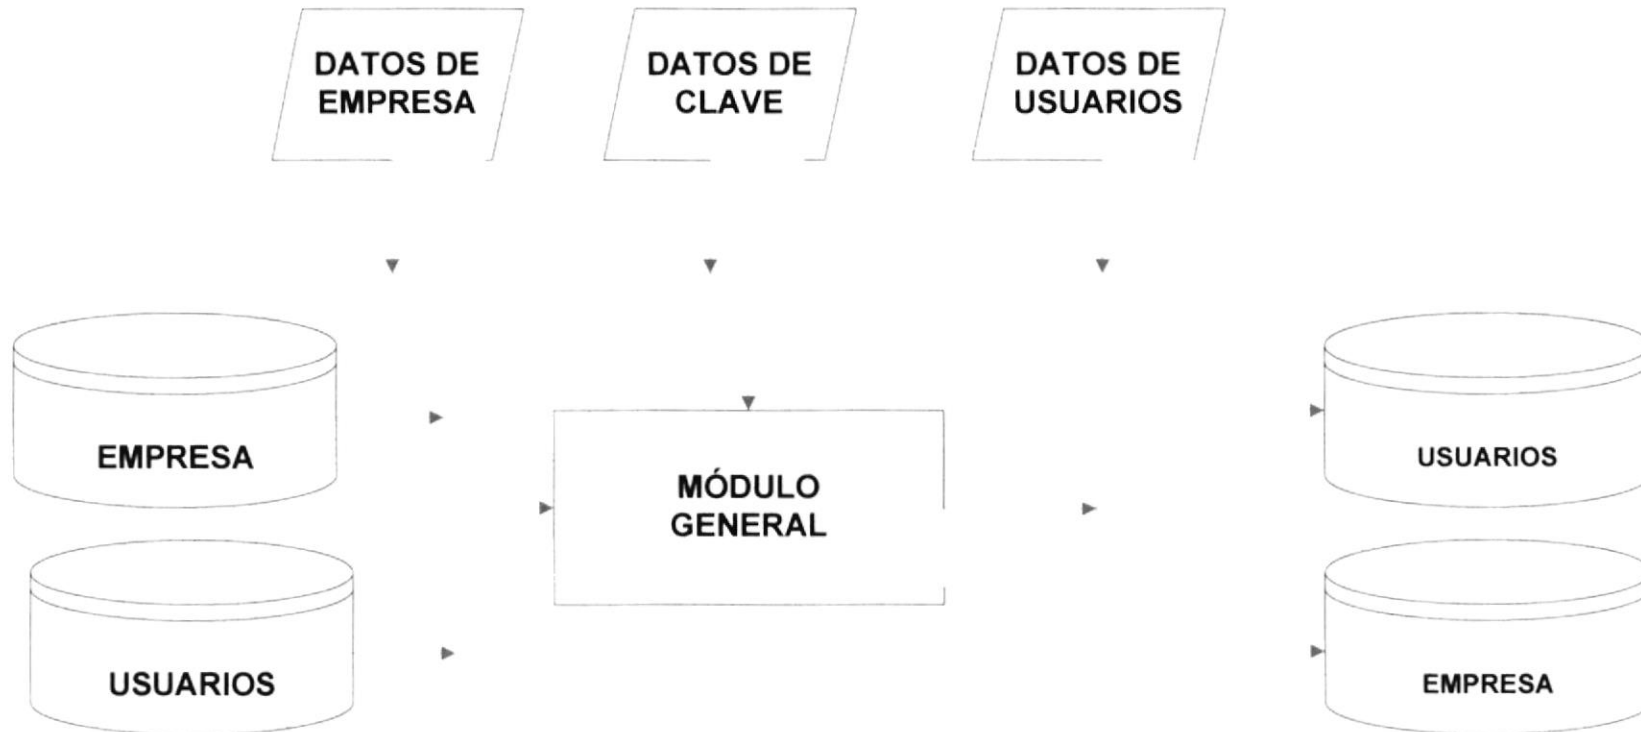 DATOS DE
EMPRESA
DATOS DE
CLAVE
DATOS DE
USUARIOS
EMPRESA
MÓDULO
GENERAL
USUARIOS
USUARIOS
EMPRESA